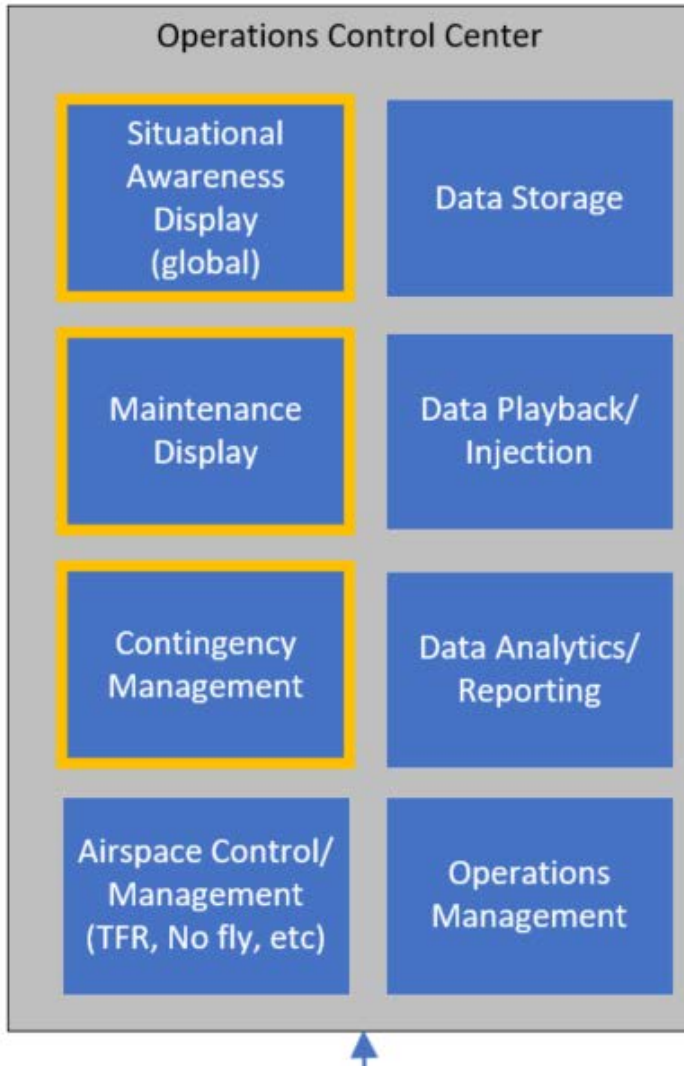 Operations Control Center
Situational
Awareness
Display
(global)
Data Storage
Maintenance
Display
Data Playback/
Injection
Contingency
Management
Data Analytics/
Reporting
Airspace Control/
Management
(TFR, No fly, etc)
Operations
Management